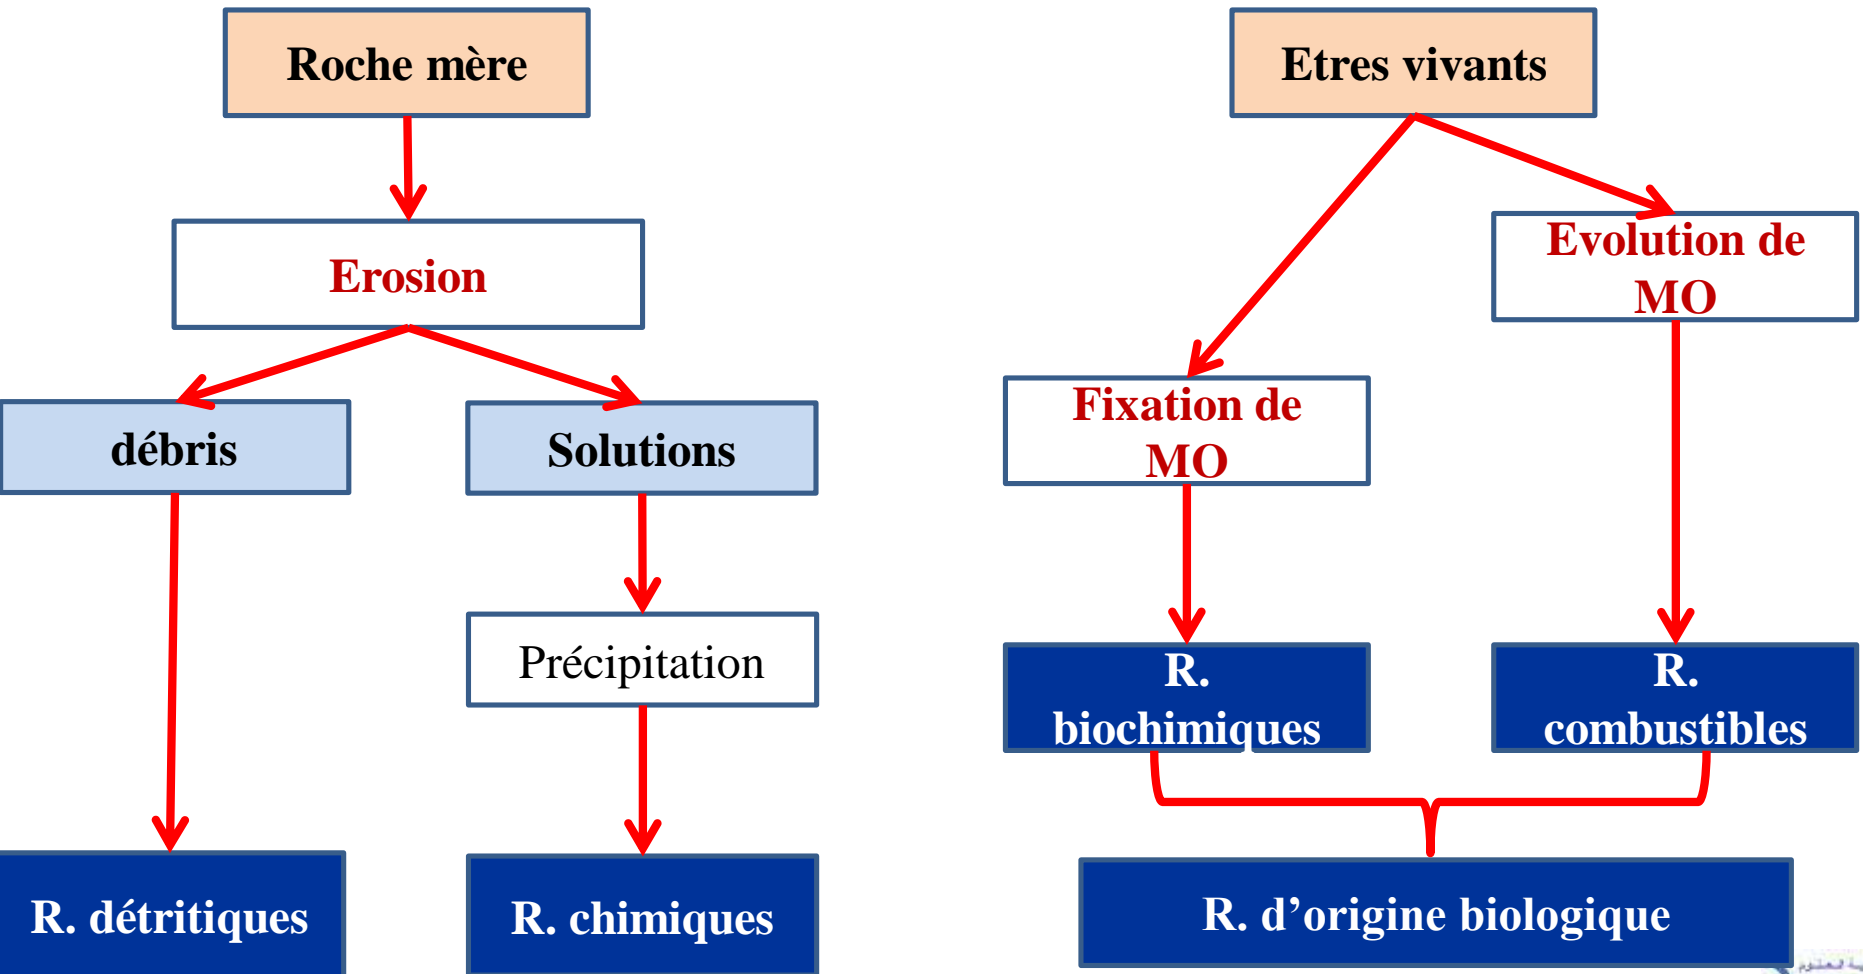 Roche mère
Etres vivants
Erosion
Evolution de
MO
Fixation de
MO
débris
Solutions
Précipitation
R.
biochimiques
R.
combustibles
R. détritiques
R. chimiques
R. d’origine biologique